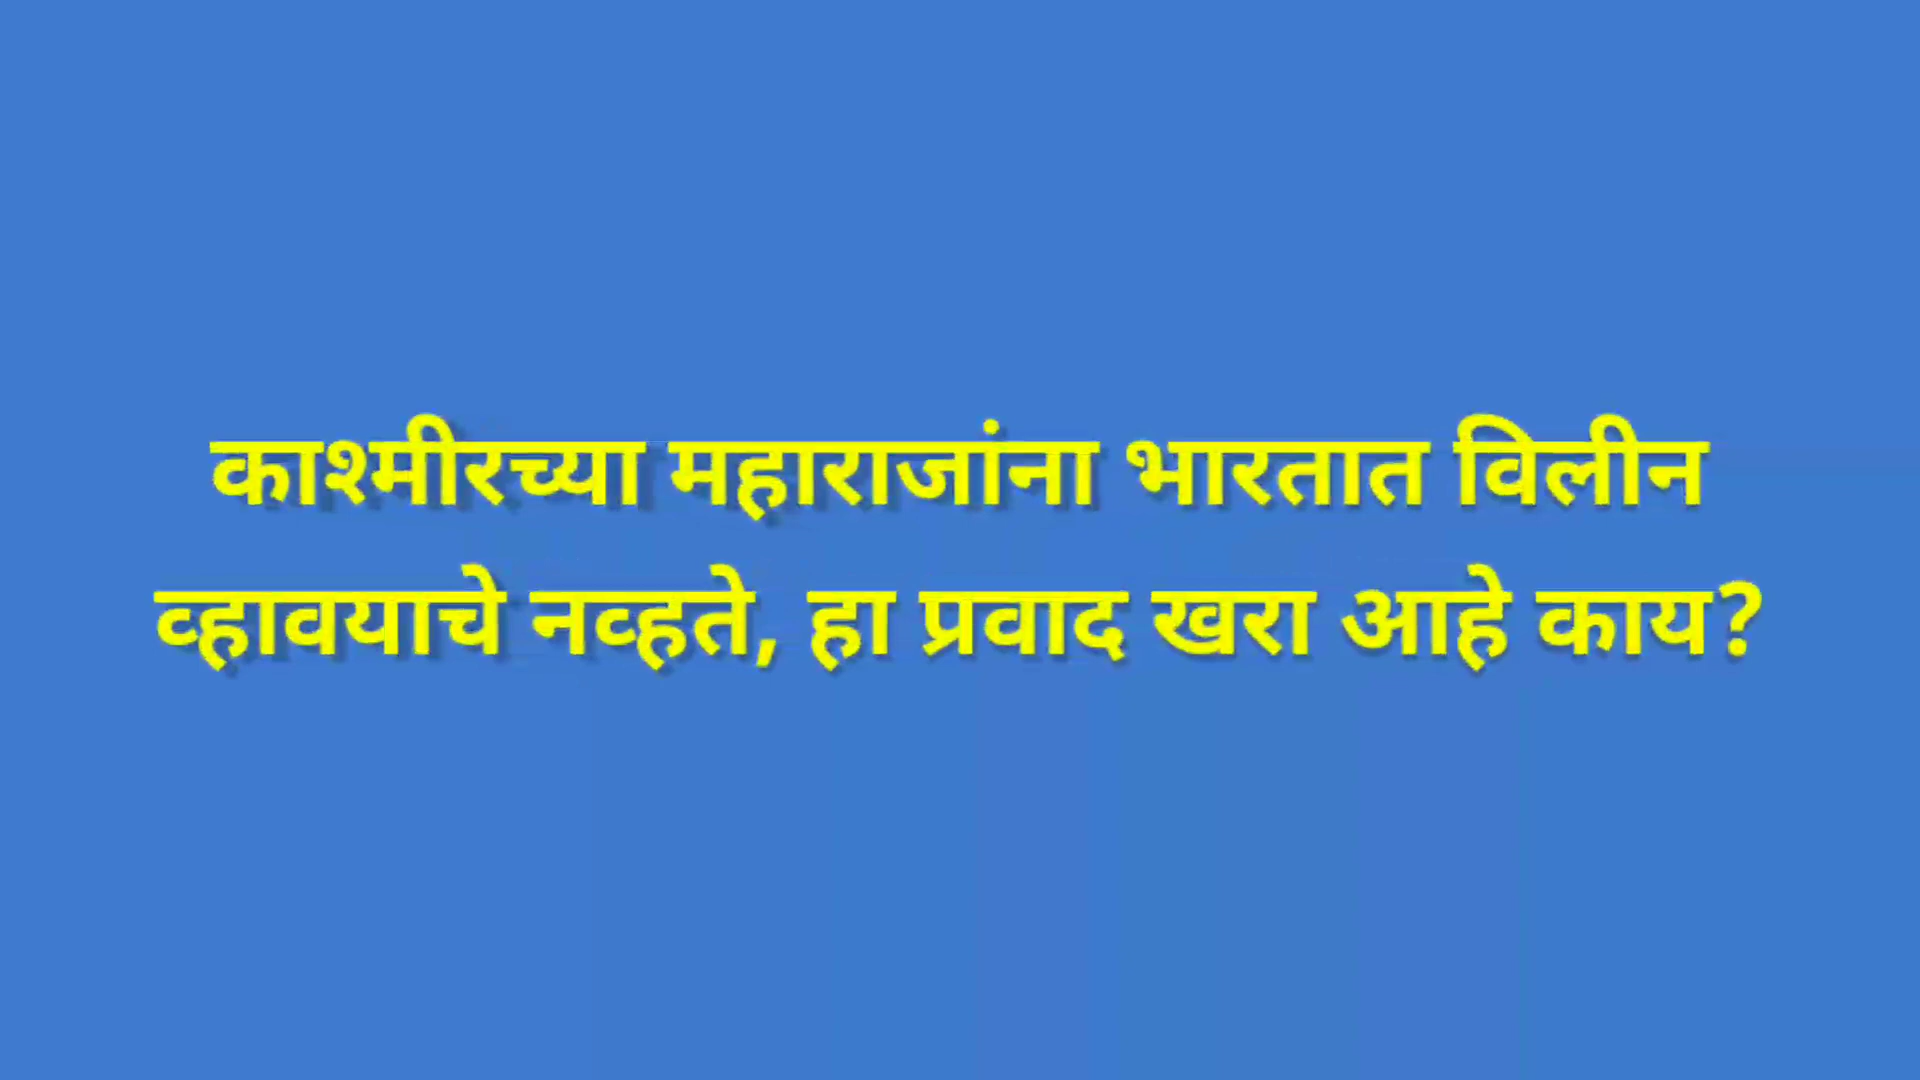 काश्मीरच्या महाराजांना भारतात विलीन
व्हावयाचे नव्हते, हा प्रवाद खरा आहे काय?